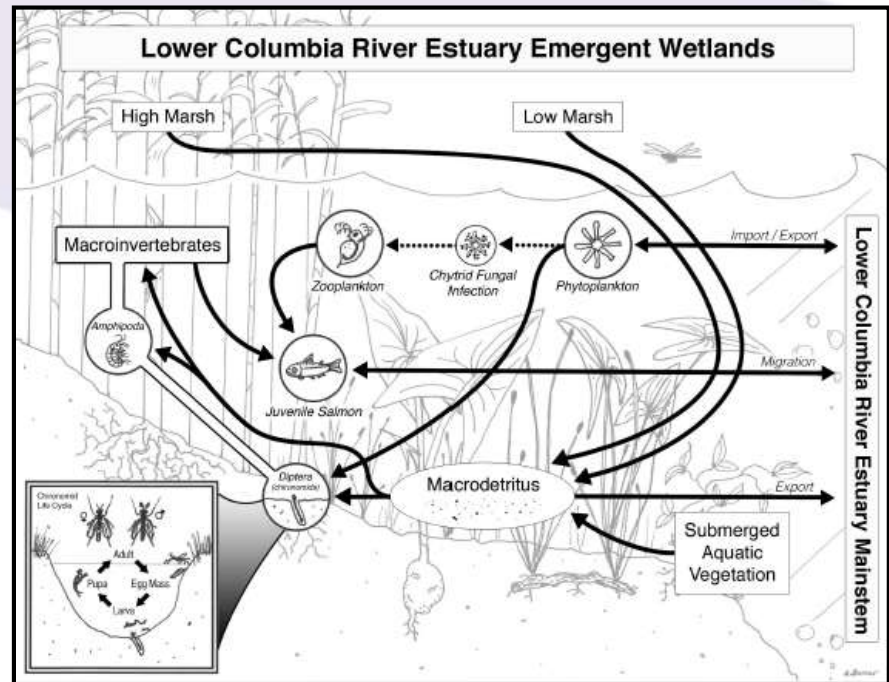 Lower Columbia River Estuary Emergent Wetlands
High Marsh
Low Marsh
Macroinvertebrates
Zooplankton
Chytrid Fungal
Infection
Phytoplankton
Import / Export
Amphipoda
Juvenile Salmon
Migration
Diptera
(chironomids)
Macrodetritus
Export
Submerged
Aquatic
Vegetation
Lower Columbia River Estuary Mainstem
Chironomid
Life Cycle
♀
♂
Adult
Pupa
Egg Mass
Larva